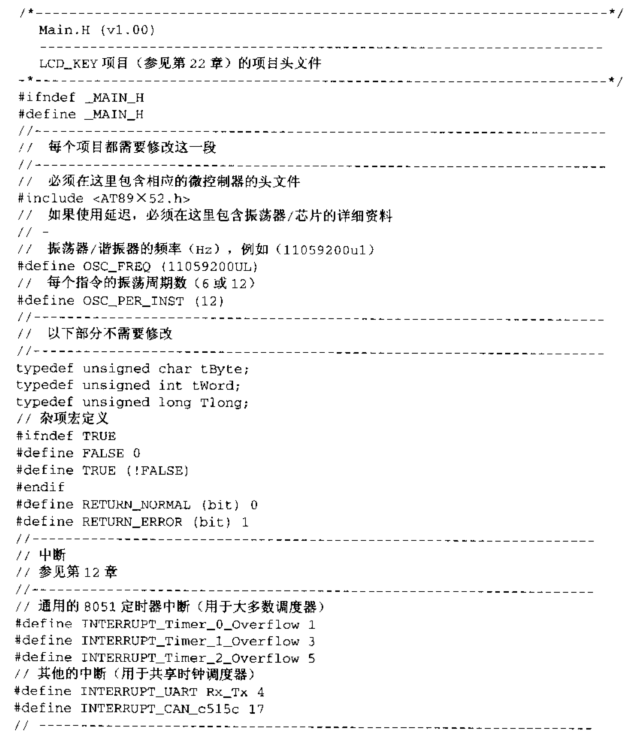 /*------------------------------------------------------------------*/
Main.H (v1.00)
------------------------------------------------------------------
LCD_KEY 项目（参见第 22 章）的项目头文件
-*------------------------------------------------------------------*/
#ifndef _MAIN_H
#define _MAIN_H
//------------------------------------------------------------------
// 每个项目都需要修改这一段
//------------------------------------------------------------------
// 必须在这里包含相应的微控制器的头文件
#include <AT89×52.h>
// 如果使用延迟，必须在这里包含振荡器/芯片的详细资料
// -
// 振荡器/谐振器的频率（Hz），例如（11059200ul）
#define OSC_FREQ (11059200UL)
// 每个指令的振荡周期数（6 或 12）
#define OSC_PER_INST (12)
//------------------------------------------------------------------
// 以下部分不需要修改
//------------------------------------------------------------------
typedef unsigned char tByte;
typedef unsigned int tWord;
typedef unsigned long Tlong;
// 杂项宏定义
#ifndef TRUE
#define FALSE 0
#define TRUE (!FALSE)
#endif
#define RETURN_NORMAL (bit) 0
#define RETURN_ERROR (bit) 1
//------------------------------------------------------------------
// 中断
// 参见第 12 章
//------------------------------------------------------------------
// 通用的 8051 定时器中断（用于大多数调度器）
#define INTERRUPT_Timer_0_Overflow 1
#define INTERRUPT_Timer_1_Overflow 3
#define INTERRUPT_Timer_2_Overflow 5
// 其他的中断（用于共享时钟调度器）
#define INTERRUPT_UART Rx_Tx 4
#define INTERRUPT_CAN_c515c 17
// ------------------------------------------------------------------